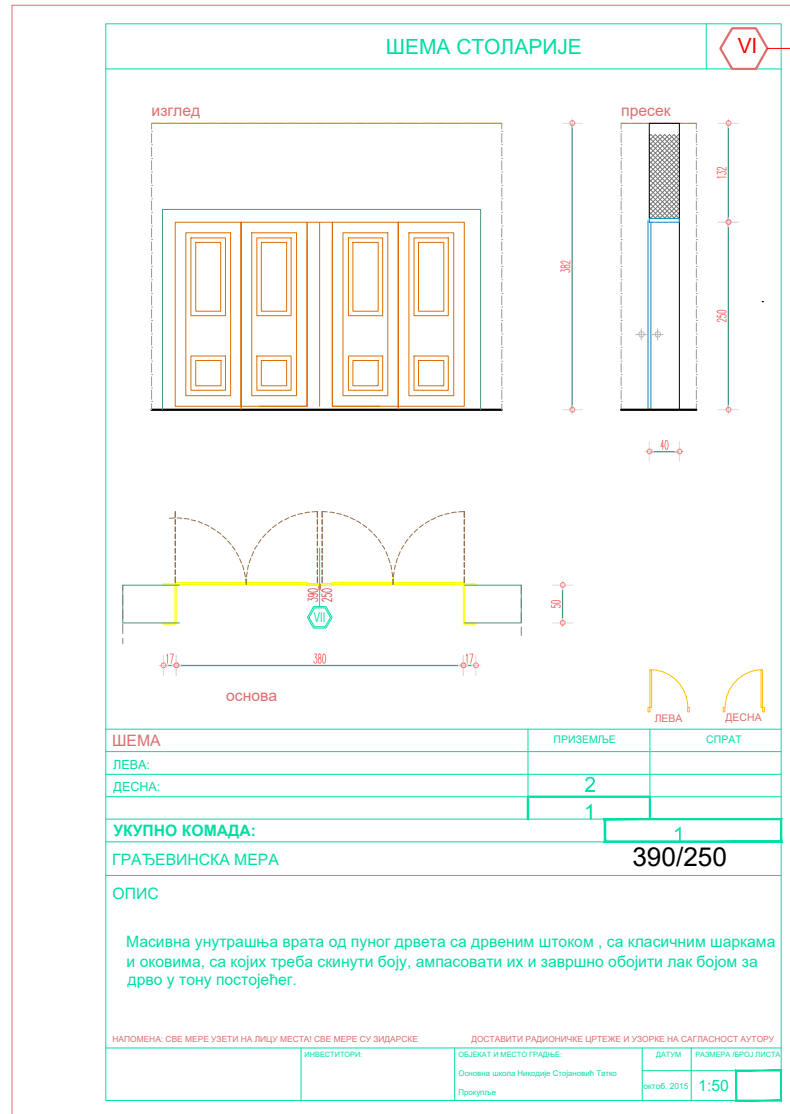 ШЕМА СТОЛАРИЈЕ
VI
изглед
пресек
382
132
250
40
390
250
VII
50
17
380
17
основа
ЛЕВА
ДЕСНА
ШЕМА
ПРИЗЕМЉЕ
СПРАТ
ЛЕВА:
ДЕСНА:
2
1
УКУПНО КОМАДА:
1
ГРАЂЕВИНСКА МЕРА
390/250
ОПИС
Масивна унутрашња врата од пуног дрвета са дрвеним штоком , са класичним шаркама
и оковима, са којих треба скинути боју, ампасовати их и завршно обојити лак бојом за
дрво у тону постојећег.
НАПОМЕНА: СВЕ МЕРЕ УЗЕТИ НА ЛИЦУ МЕСТА! СВЕ МЕРЕ СУ ЗИДАРСКЕ
ДОСТАВИТИ РАДИОНИЧКЕ ЦРТЕЖЕ И УЗОРКЕ НА САГЛАСНОСТ АУТОРУ
ИНВЕСТИТОРИ:
ОБЈЕКАТ И МЕСТО ГРАДЊЕ:
ДАТУМ
РАЗМЕРА /БРОЈ ЛИСТА
Основна школа Никодије Стојановић Татко
Прокупље
октоб. 2015
1:50